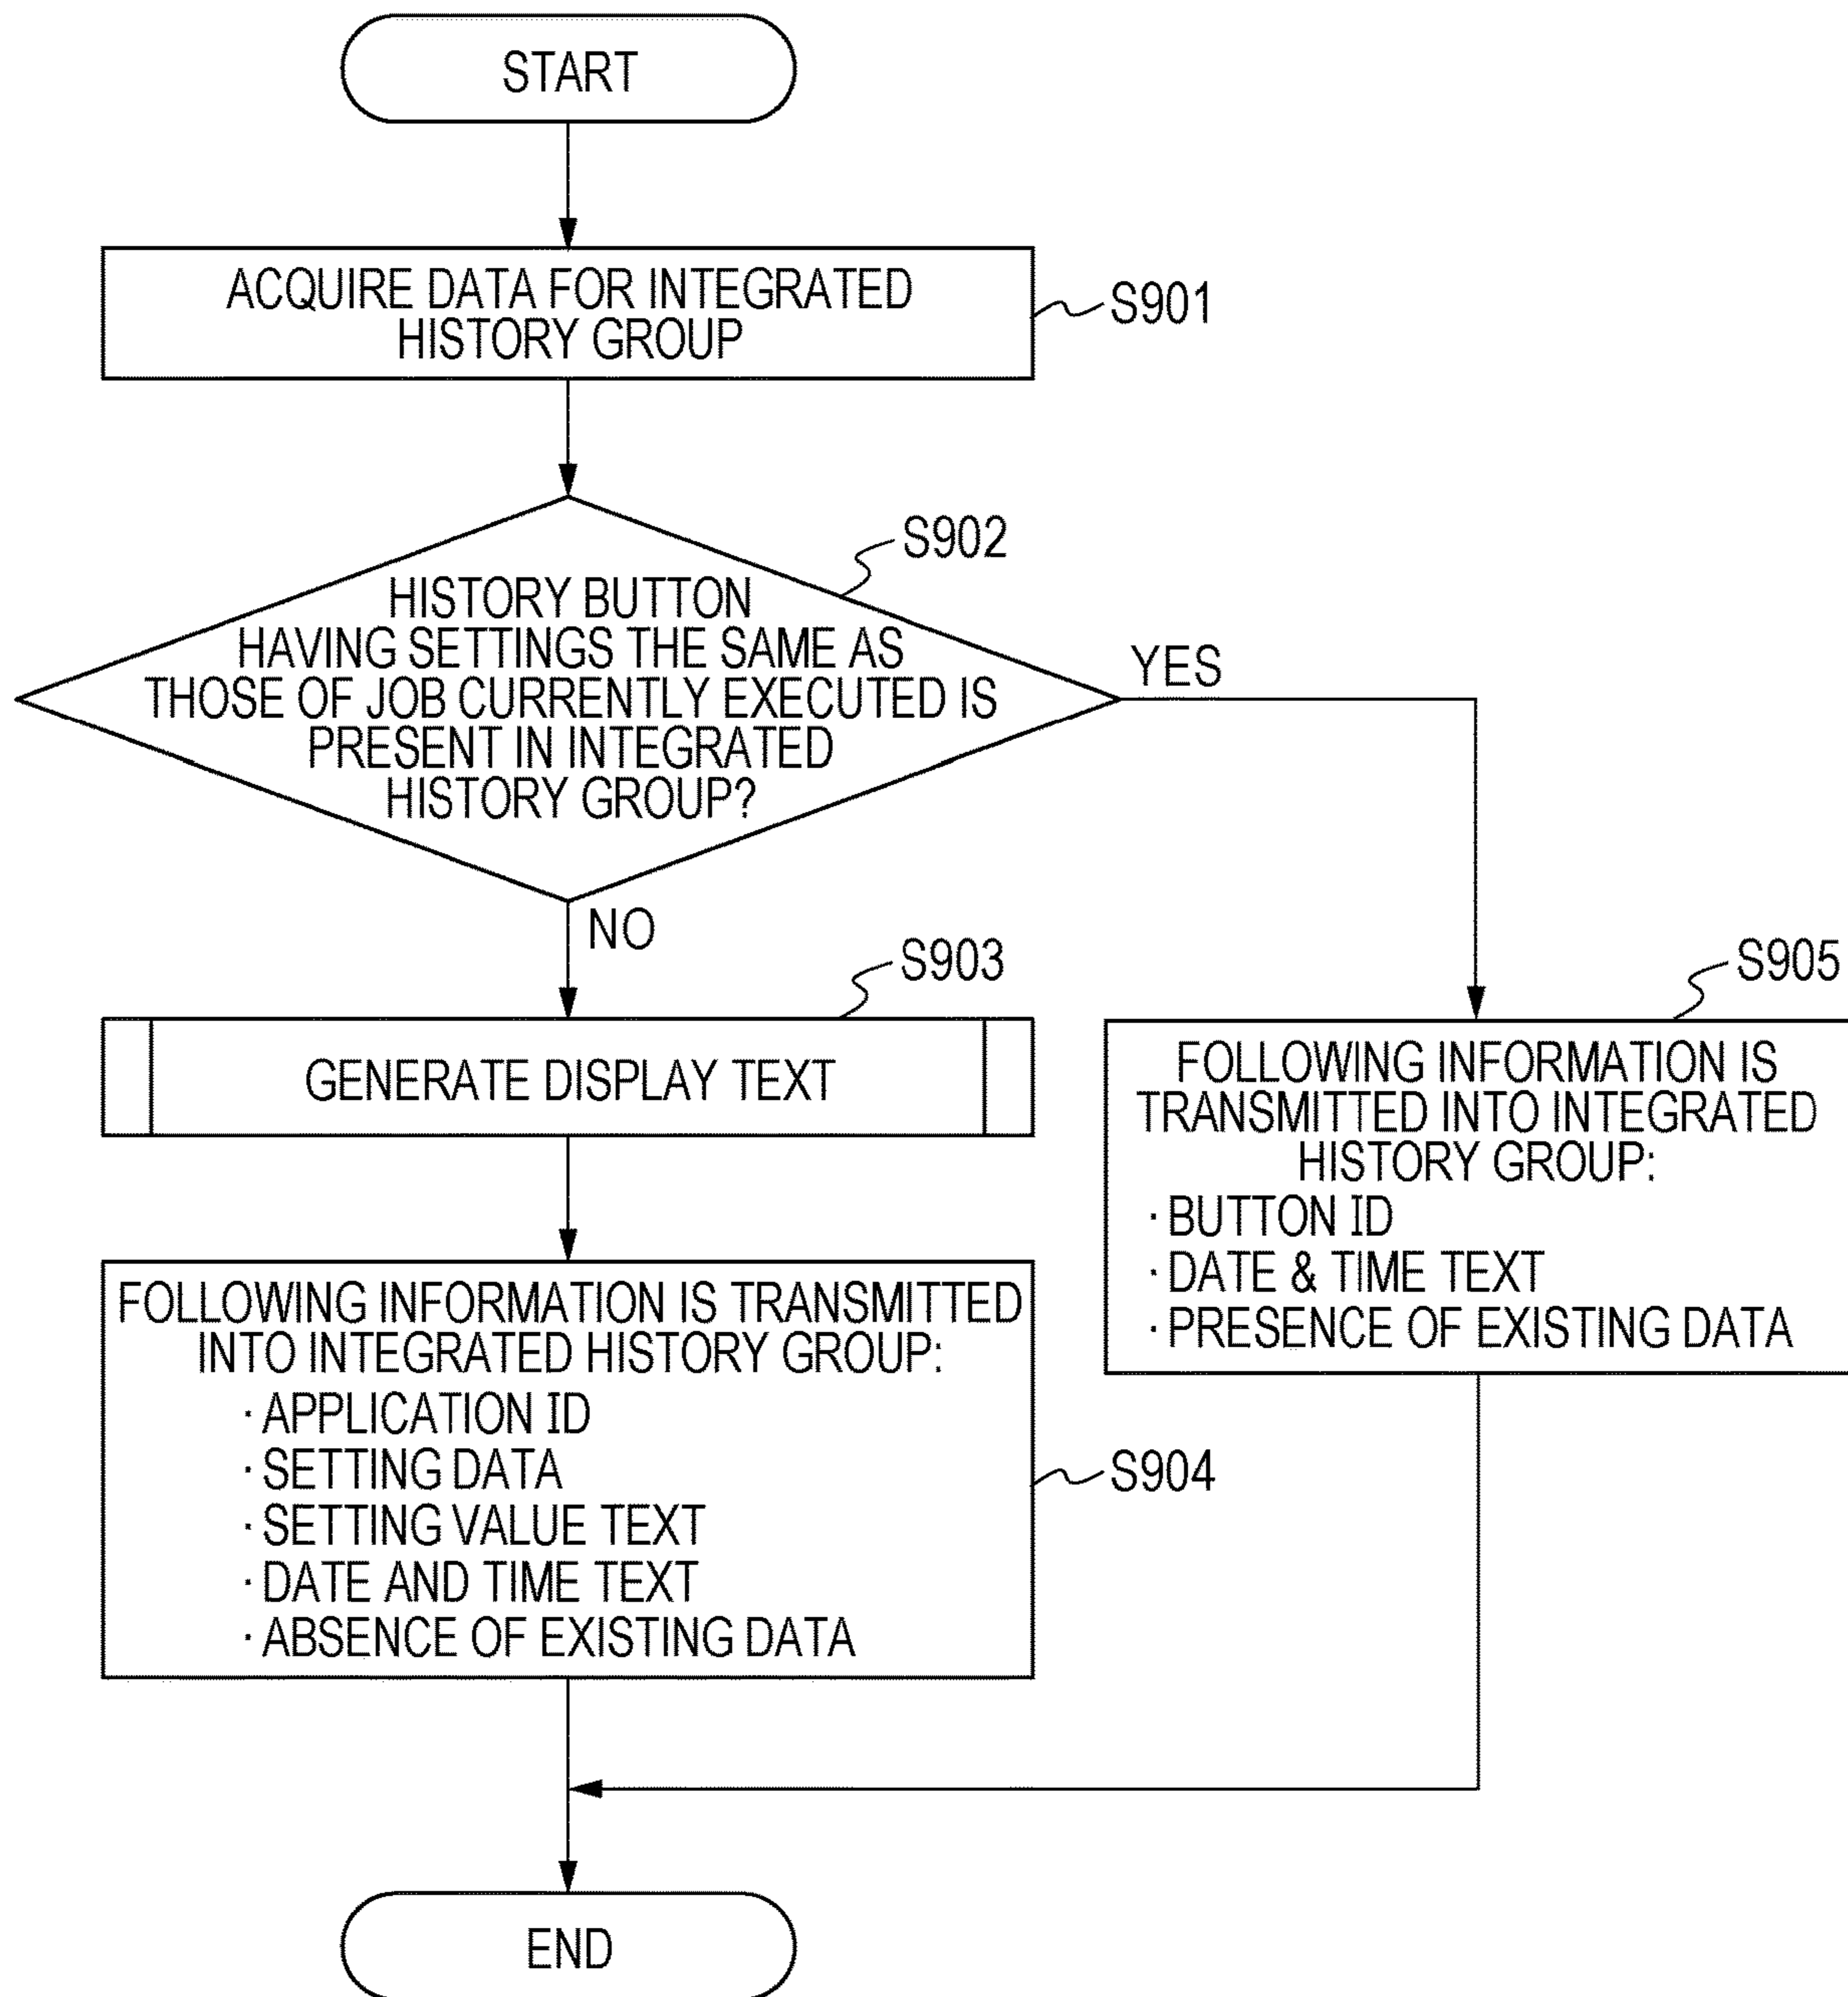 START
ACQUIRE DATA FOR INTEGRATED
HISTORY GROUP
S901
S902
HISTORY BUTTON
HAVING SETTINGS THE SAME AS
THOSE OF JOB CURRENTLY EXECUTED IS
PRESENT IN INTEGRATED
HISTORY GROUP?
YES
NO
S903
GENERATE DISPLAY TEXT
S905
FOLLOWING INFORMATION IS
TRANSMITTED INTO INTEGRATED
HISTORY GROUP:
· BUTTON ID
· DATE & TIME TEXT
· PRESENCE OF EXISTING DATA
FOLLOWING INFORMATION IS TRANSMITTED
INTO INTEGRATED HISTORY GROUP:
· APPLICATION ID
· SETTING DATA
· SETTING VALUE TEXT
· DATE AND TIME TEXT
· ABSENCE OF EXISTING DATA
S904
END